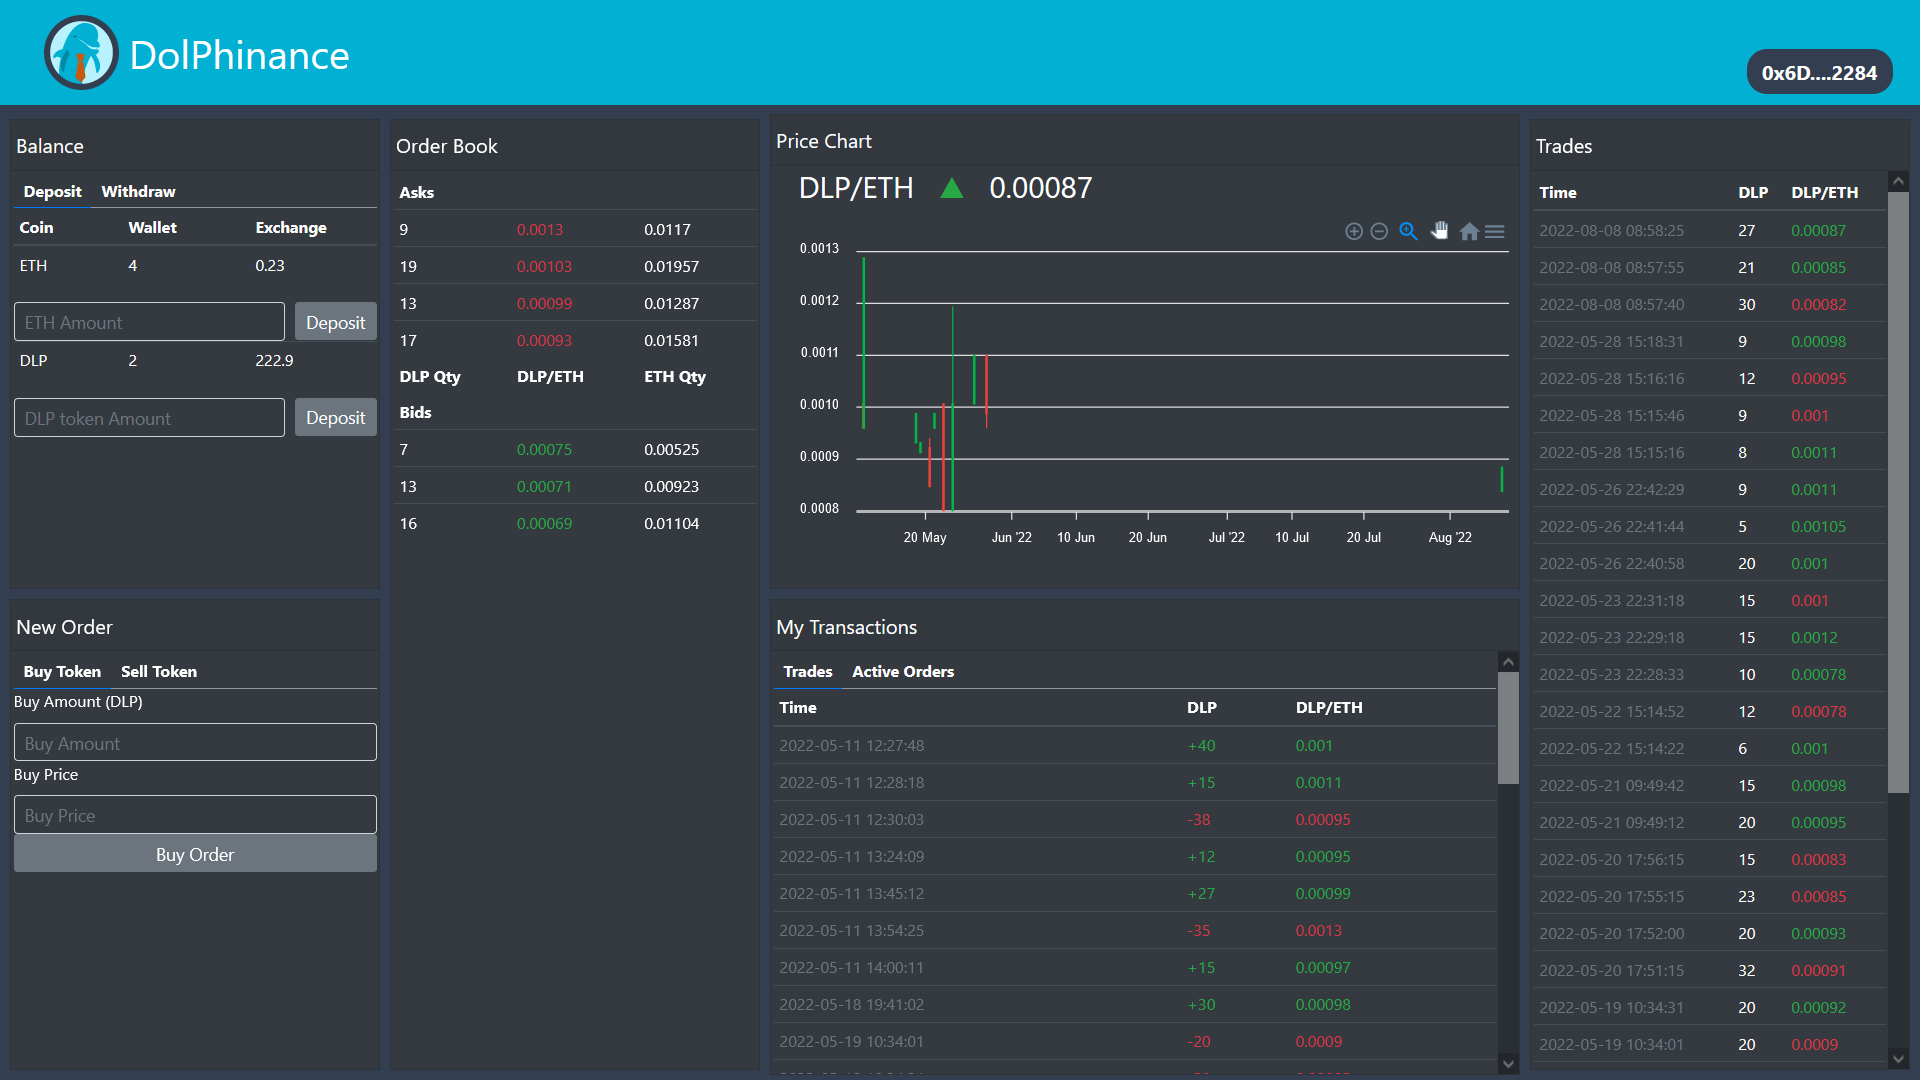 DolPhinance
0x6D....2284
Balance
Deposit Withdraw
Coin Wallet Exchange
ETH 4 0.23
ETH Amount Deposit
DLP 2 222.9
DLP token Amount Deposit
New Order
Buy Token Sell Token
Buy Amount (DLP)
Buy Amount
Buy Price
Buy Price
Buy Order
Order Book
Asks
9 0.0013 0.0117
19 0.00103 0.01957
13 0.00099 0.01287
17 0.00093 0.01581
DLP Qty DLP/ETH ETH Qty
Bids
7 0.00075 0.00525
13 0.00071 0.00923
16 0.00069 0.01104
Price Chart
DLP/ETH ▲ 0.00087
0.0013
0.0012
0.0011
0.0010
0.0009
0.0008
20 May Jun '22 10 Jun 20 Jun Jul '22 10 Jul 20 Jul Aug '22
My Transactions
Trades Active Orders
Time DLP DLP/ETH
2022-05-11 12:27:48 +40 0.001
2022-05-11 12:28:18 +15 0.0011
2022-05-11 12:30:03 -38 0.00095
2022-05-11 13:24:09 +12 0.00095
2022-05-11 13:45:12 +27 0.00099
2022-05-11 13:54:25 -35 0.0013
2022-05-11 14:00:11 +15 0.00097
2022-05-18 19:41:02 +30 0.00098
2022-05-19 10:34:01 -20 0.0009
Trades
Time DLP DLP/ETH
2022-08-08 08:58:25 27 0.00087
2022-08-08 08:57:55 21 0.00085
2022-08-08 08:57:40 30 0.00082
2022-05-28 15:18:31 9 0.00098
2022-05-28 15:16:16 12 0.00095
2022-05-28 15:15:46 9 0.001
2022-05-28 15:15:16 8 0.0011
2022-05-26 22:42:29 9 0.0011
2022-05-26 22:41:44 5 0.00105
2022-05-26 22:40:58 20 0.001
2022-05-23 22:31:18 15 0.001
2022-05-23 22:29:18 15 0.0012
2022-05-23 22:28:33 10 0.00078
2022-05-22 15:14:52 12 0.00078
2022-05-22 15:14:22 6 0.001
2022-05-21 09:49:42 15 0.00098
2022-05-21 09:49:12 20 0.00095
2022-05-20 17:56:15 15 0.00083
2022-05-20 17:55:15 23 0.00085
2022-05-20 17:52:00 20 0.00093
2022-05-20 17:51:15 32 0.00091
2022-05-19 10:34:31 20 0.00092
2022-05-19 10:34:01 20 0.0009